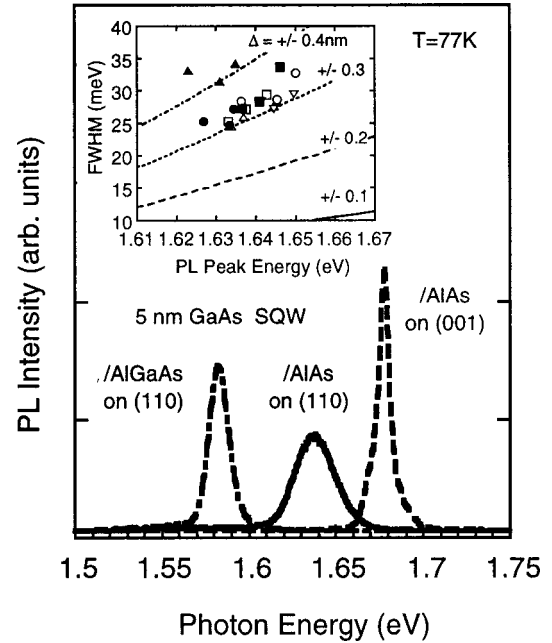 40
35
30
25
20
15
10
FWHM (meV)
Δ = +/- 0.4nm
+/- 0.3
+/- 0.2
+/- 0.1
1.61 1.62 1.63 1.64 1.65 1.66 1.67
PL Peak Energy (eV)
T=77K
5 nm GaAs SQW
/AlGaAs
on (110)
/AlAs
on (110)
/AlAs
on (001)
PL Intensity (arb. units)
1.5 1.55 1.6 1.65 1.7 1.75
Photon Energy (eV)